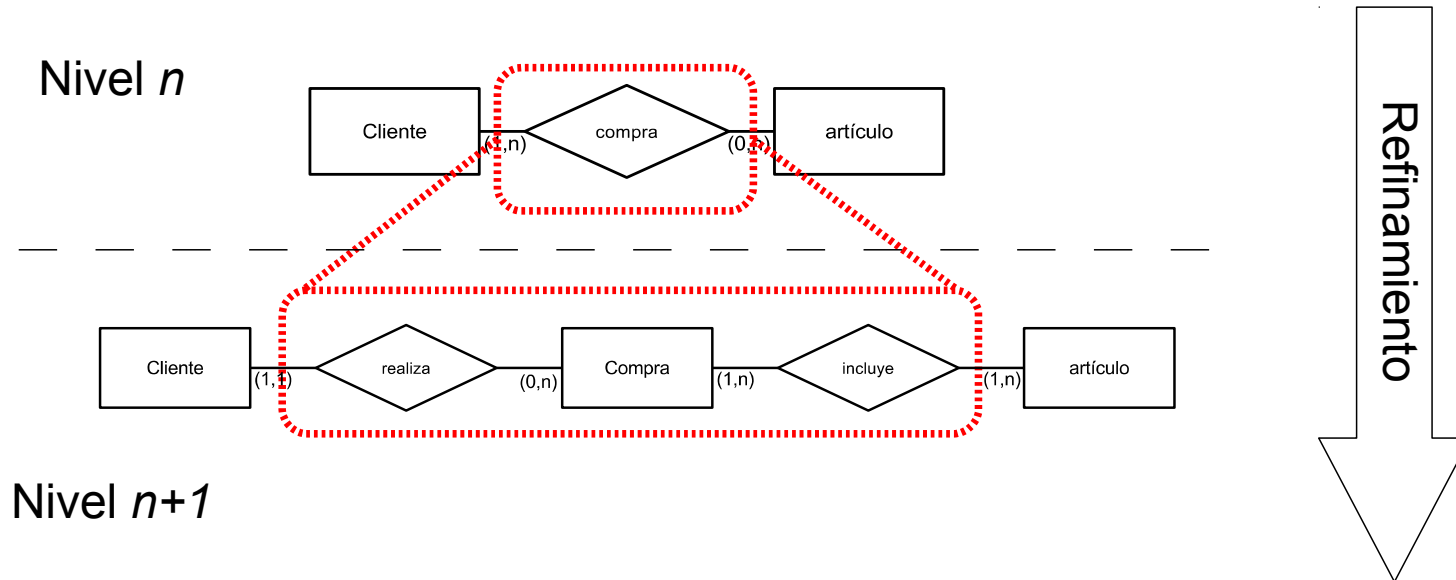 Nivel n
Cliente
(1,n)
compra
(0,n)
artículo
Refinamiento
Cliente
(1,1)
realiza
(0,n)
Compra
(1,n)
incluye
(1,n)
artículo
Nivel n+1